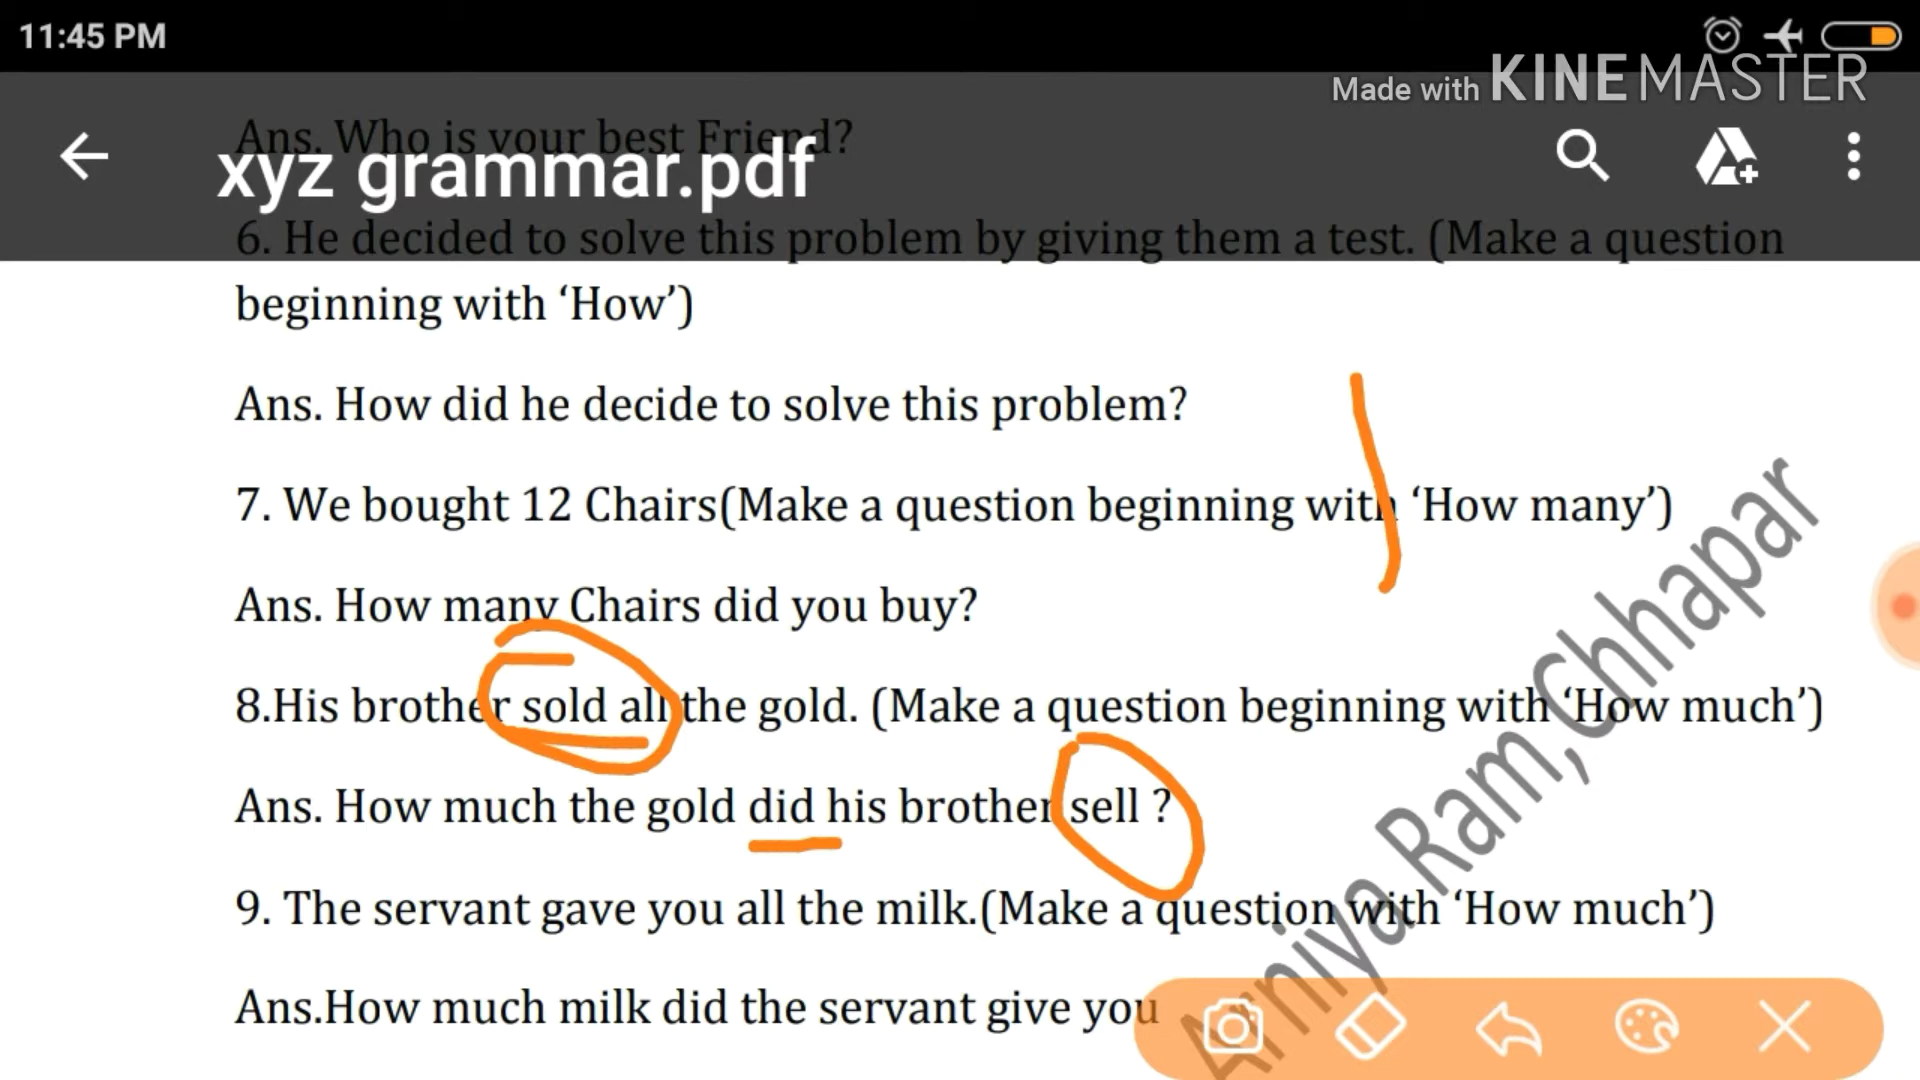 11:45 PM
Made with KINEMASTER
Ans. Who is your best Friend?
xyz grammar.pdf
6. He decided to solve this problem by giving them a test. (Make a question
beginning with ‘How’)
Ans. How did he decide to solve this problem?
7. We bought 12 Chairs(Make a question beginning with ‘How many’)
Ans. How many Chairs did you buy?
8.His brother sold all the gold. (Make a question beginning with ‘How much’)
Ans. How much the gold did his brother sell ?
9. The servant gave you all the milk.(Make a question with ‘How much’)
Ans.How much milk did the servant give you
Arniya Ram,Chhapar